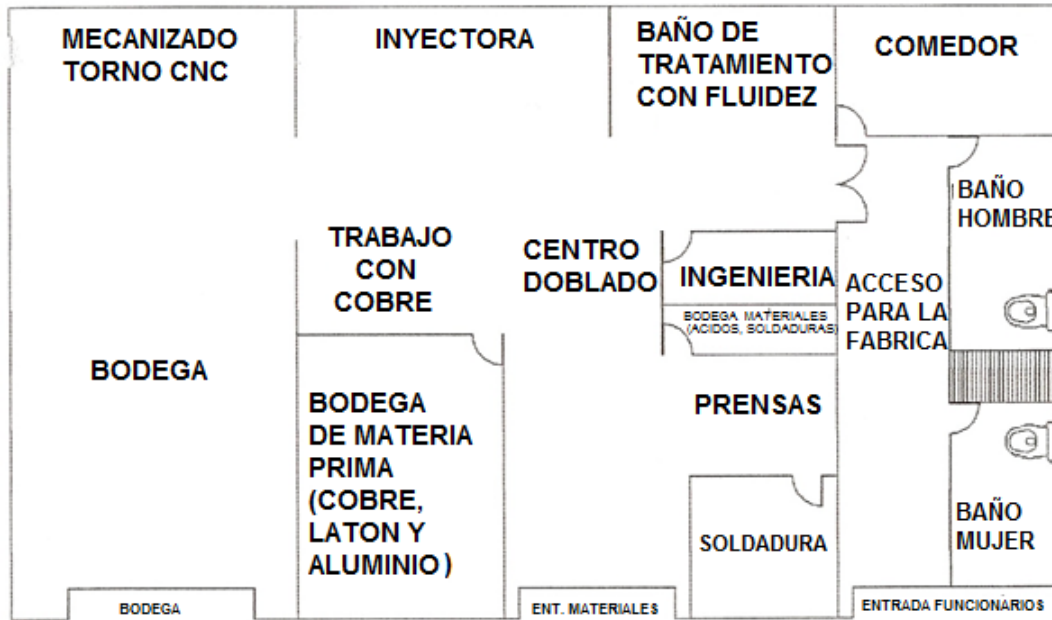 MECANIZADO
TORNO CNC
INYECTORA
BAÑO DE
TRATAMIENTO
CON FLUIDEZ
COMEDOR
BAÑO
HOMBRE
TRABAJO
CON
COBRE
CENTRO
DOBLADO
INGENIERIA
BODEGA MATERIALES
(ACIDOS, SOLDADURAS)
ACCESO
PARA LA
FABRICA
BODEGA
BODEGA
DE MATERIA
PRIMA
(COBRE,
LATON Y
ALUMINIO)
PRENSAS
SOLDADURA
BAÑO
MUJER
BODEGA
ENT. MATERIALES
ENTRADA FUNCIONARIOS